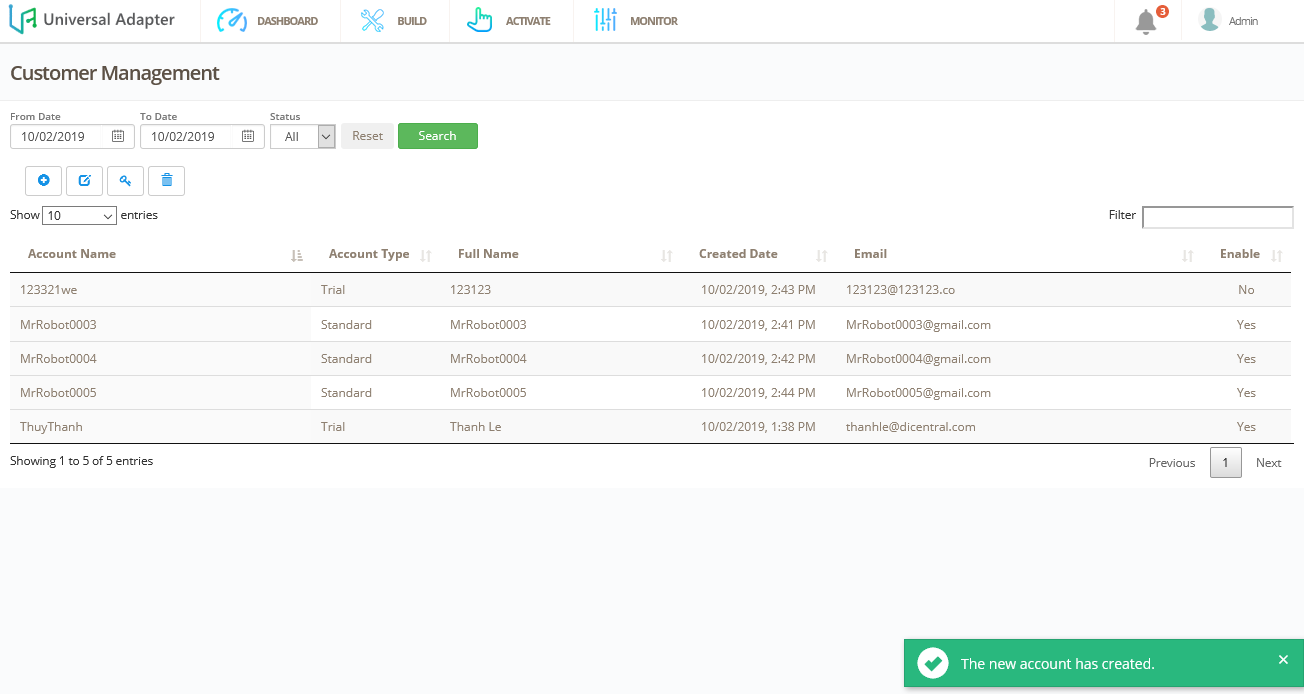 Universal Adapter DASHBOARD BUILD ACTIVATE MONITOR 3 Admin
Customer Management
From Date To Date Status
10/02/2019 10/02/2019 All Reset Search
Show 10 entries Filter
Account Name Account Type Full Name Created Date Email Enable
123321we Trial 123123 10/02/2019, 2:43 PM 123123@123123.co No
MrRobot0003 Standard MrRobot0003 10/02/2019, 2:41 PM MrRobot0003@gmail.com Yes
MrRobot0004 Standard MrRobot0004 10/02/2019, 2:42 PM MrRobot0004@gmail.com Yes
MrRobot0005 Standard MrRobot0005 10/02/2019, 2:44 PM MrRobot0005@gmail.com Yes
ThuyThanh Trial Thanh Le 10/02/2019, 1:38 PM thanhle@dicentral.com Yes
Showing 1 to 5 of 5 entries Previous 1 Next
The new account has created. ×